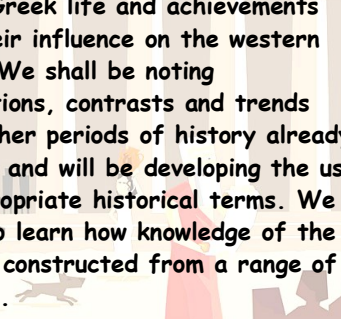 Greek life and achievements
eir influence on the western
We shall be noting
tions, contrasts and trends
her periods of history already
and will be developing the us
opriate historical terms. We
o learn how knowledge of the
constructed from a range of
.